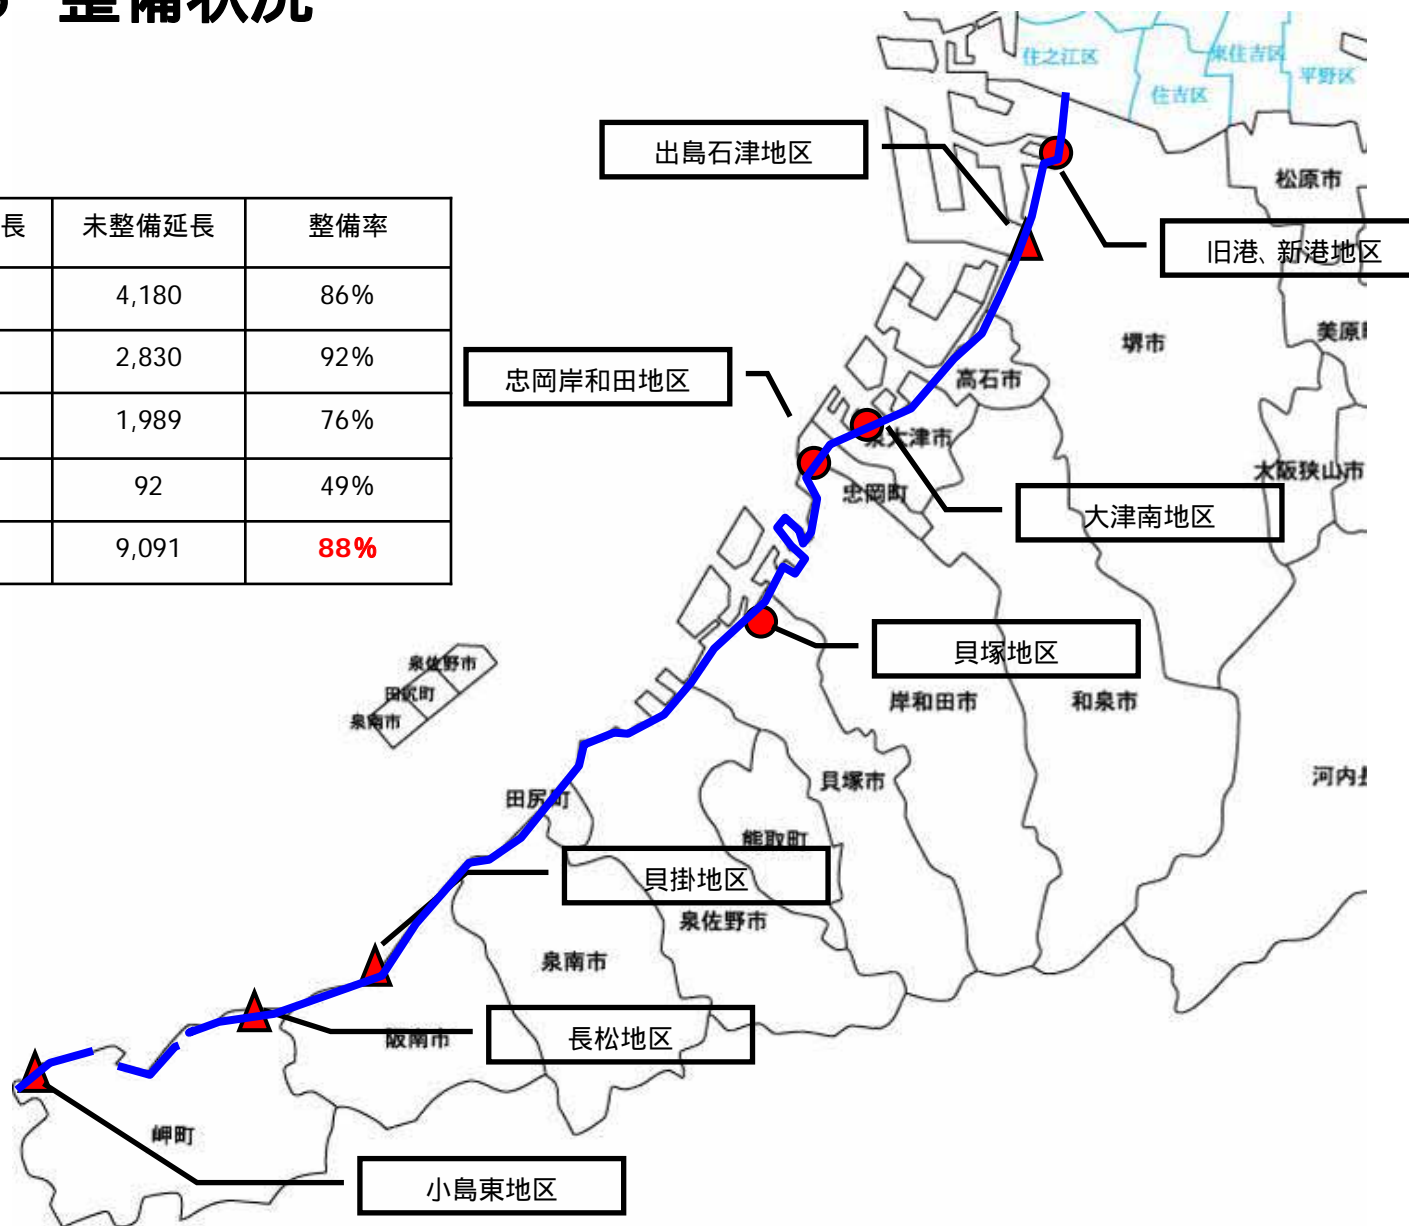 整備状況
住之江区
東住吉区
住吉区
平野区
出島石津地区
松原市
旧港、新港地区
長 未整備延長 整備率
4,180 86%
2,830 92%
1,989 76%
92 49%
9,091 88%
堺市
忠岡岸和田地区
高石市
泉大津市
大阪狭山市
忠岡町
大津南地区
貝塚地区
泉佐野市
田尻町
泉南市
岸和田市
和泉市
貝塚市
田尻町
熊取町
貝掛地区
泉佐野市
泉南市
長松地区
阪南市
岬町
小島東地区